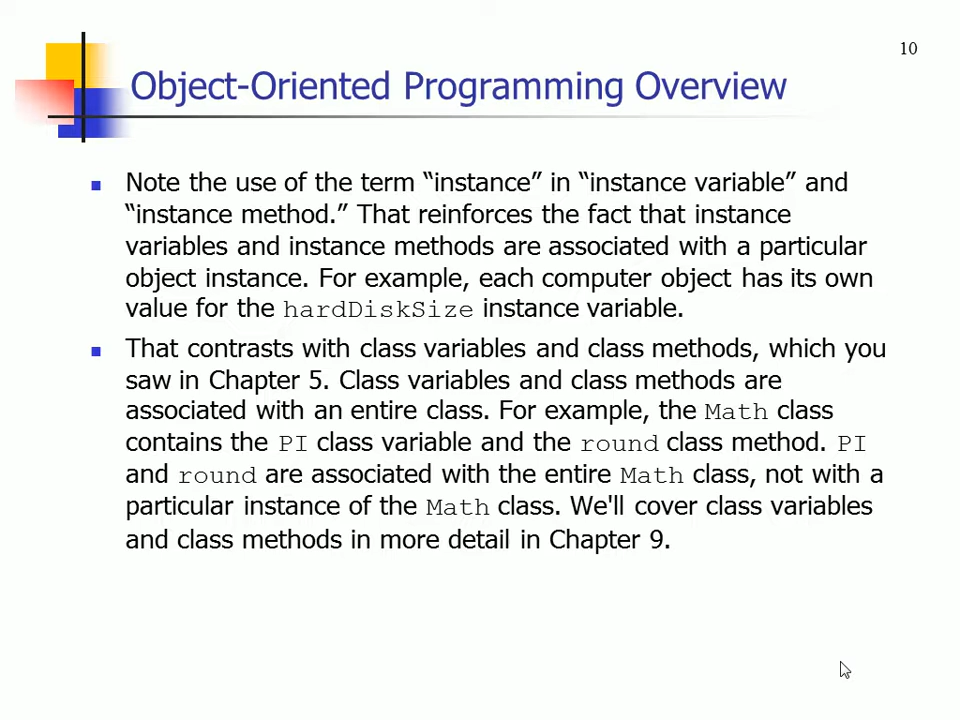 10
Object-Oriented Programming Overview
Note the use of the term “instance” in “instance variable” and
“instance method.” That reinforces the fact that instance
variables and instance methods are associated with a particular
object instance. For example, each computer object has its own
value for the hardDiskSize instance variable.
That contrasts with class variables and class methods, which you
saw in Chapter 5. Class variables and class methods are
associated with an entire class. For example, the Math class
contains the PI class variable and the round class method. PI
and round are associated with the entire Math class, not with a
particular instance of the Math class. We'll cover class variables
and class methods in more detail in Chapter 9.